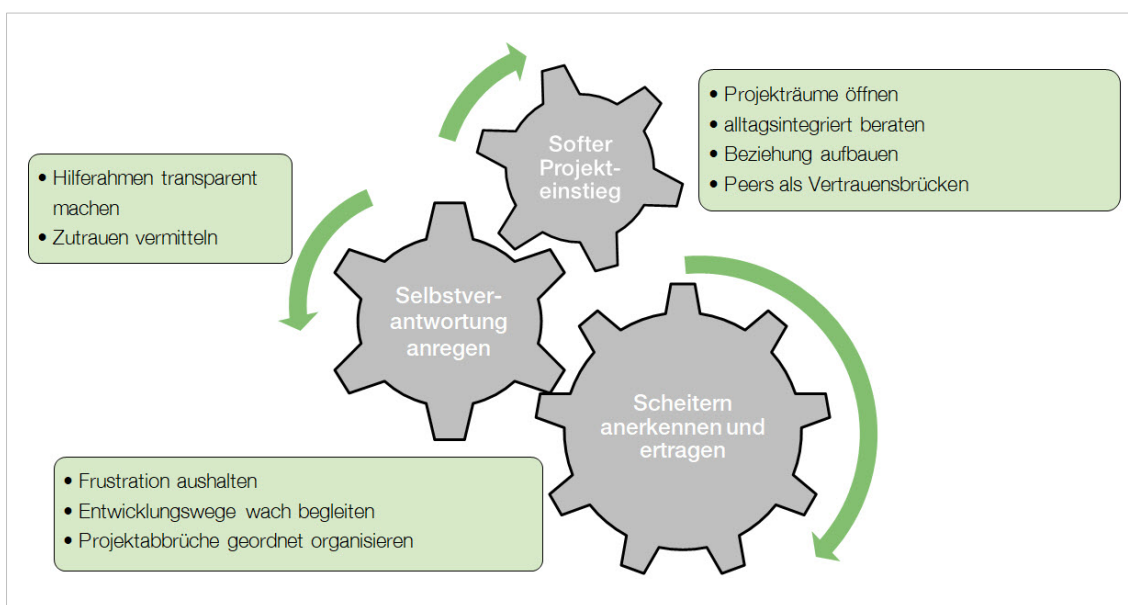 Softer
Projekt-
einstieg
• Projekträume öffnen
• alltagsintegriert beraten
• Beziehung aufbauen
• Peers als Vertrauensbrücken
• Hilferahmen transparent
machen
• Zutrauen vermitteln
Selbstver-
antwortung
anregen
Scheitern
anerkennen und
ertragen
• Frustration aushalten
• Entwicklungswege wach begleiten
• Projektabbrüche geordnet organisieren